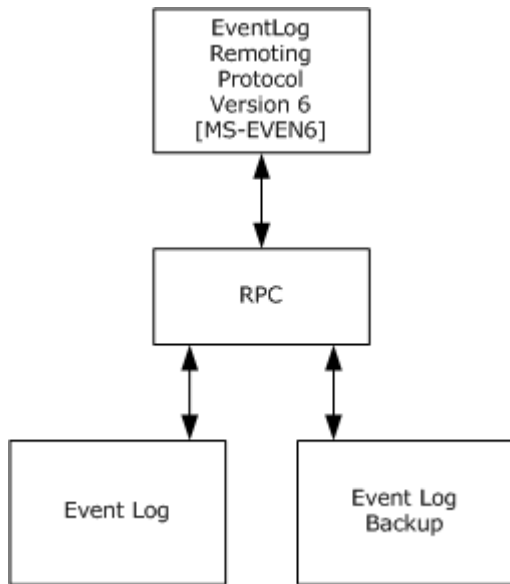 EventLog
Remoting
Protocol
Version 6
[MS-EVEN6]
RPC
Event Log
Event Log
Backup